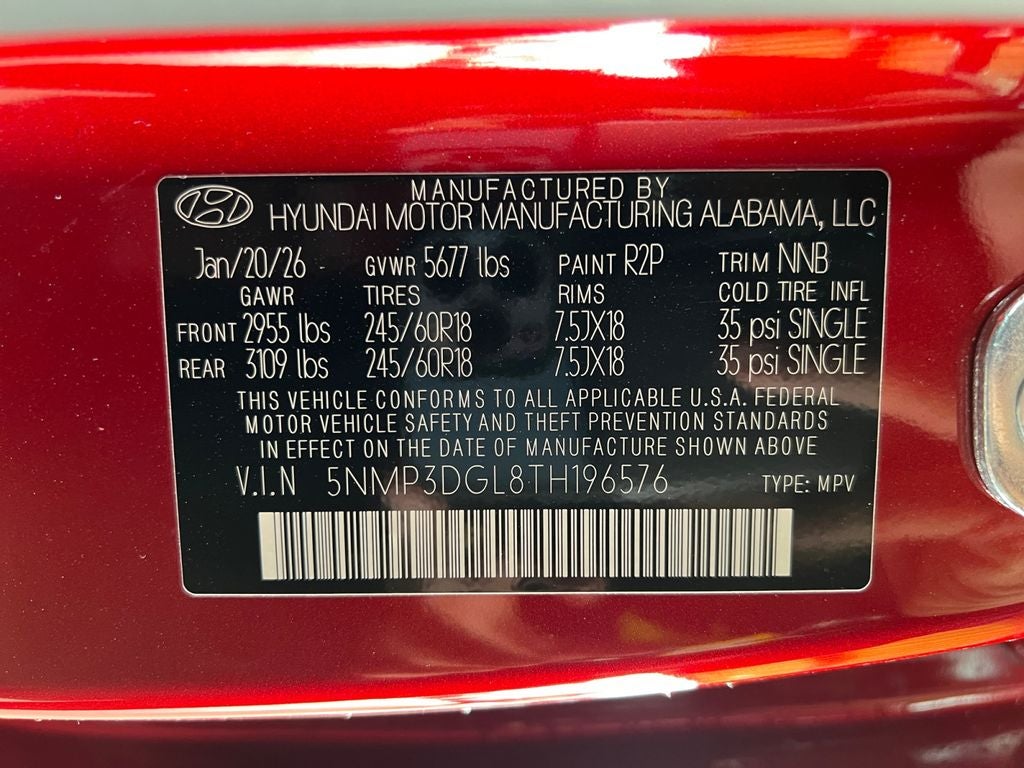 MANUFACTURED BY
HYUNDAI MOTOR MANUFACTURING ALABAMA, LLC
Jan/20/26 GVWR 5677 lbs PAINT R2P TRIM NNB
GAWR TIRES RIMS COLD TIRE INFL
FRONT 2955 lbs 245/60R18 7.5JX18 35 psi SINGLE
REAR 3109 lbs 245/60R18 7.5JX18 35 psi SINGLE
THIS VEHICLE CONFORMS TO ALL APPLICABLE U.S.A. FEDERAL
MOTOR VEHICLE SAFETY AND THEFT PREVENTION STANDARDS
IN EFFECT ON THE DATE OF MANUFACTURE SHOWN ABOVE
V.I.N 5NMP3DGL8TH196576 TYPE: MPV